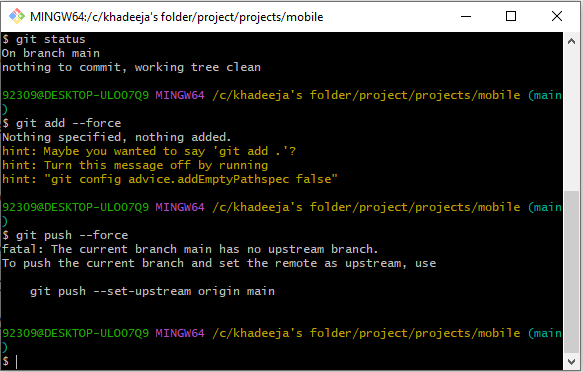 MINGW64:/c/khadeeja's folder/project/projects/mobile
$ git status
On branch main
nothing to commit, working tree clean
92309@DESKTOP-ULOO7Q9 MINGW64 /c/khadeeja's folder/project/projects/mobile (main
)
$ git add --force
Nothing specified, nothing added.
hint: Maybe you wanted to say 'git add .'?
hint: Turn this message off by running
hint: "git config advice.addEmptyPathspec false"
92309@DESKTOP-ULOO7Q9 MINGW64 /c/khadeeja's folder/project/projects/mobile (main
)
$ git push --force
fatal: The current branch main has no upstream branch.
To push the current branch and set the remote as upstream, use
    git push --set-upstream origin main
92309@DESKTOP-ULOO7Q9 MINGW64 /c/khadeeja's folder/project/projects/mobile (main
)
$